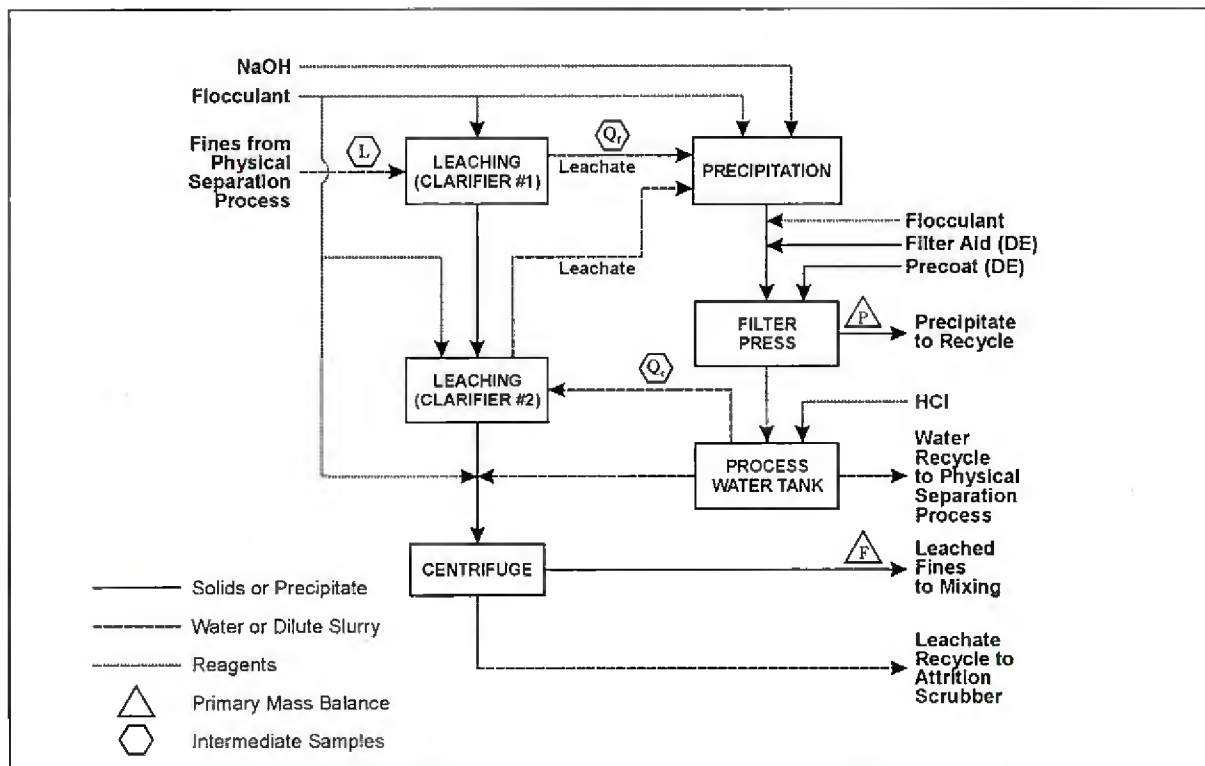 NaOH
Flocculant
Fines from
Physical
Separation
Process
L
LEACHING
(CLARIFIER #1)
Qf
Leachate
PRECIPITATION
Flocculant
Filter Aid (DE)
Precoat (DE)
Leachate
FILTER
PRESS
P
Precipitate
to Recycle
LEACHING
(CLARIFIER #2)
HCl
PROCESS
WATER TANK
Water
Recycle
to Physical
Separation
Process
CENTRIFUGE
F
Leached
Fines
to Mixing
Leachate
Recycle to
Attrition
Scrubber
Solids or Precipitate
Water or Dilute Slurry
Reagents
Primary Mass Balance
Intermediate Samples